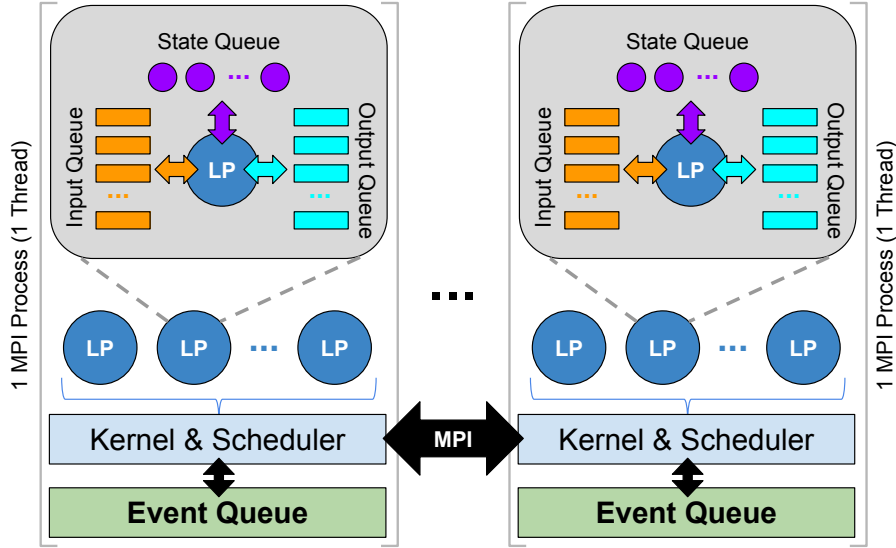 State Queue
Input Queue
Output Queue
LP
...
...
...
1 MPI Process (1 Thread)
LP
LP
...
LP
Kernel & Scheduler
Event Queue
...
MPI
State Queue
Input Queue
Output Queue
LP
...
...
...
1 MPI Process (1 Thread)
LP
LP
...
LP
Kernel & Scheduler
Event Queue